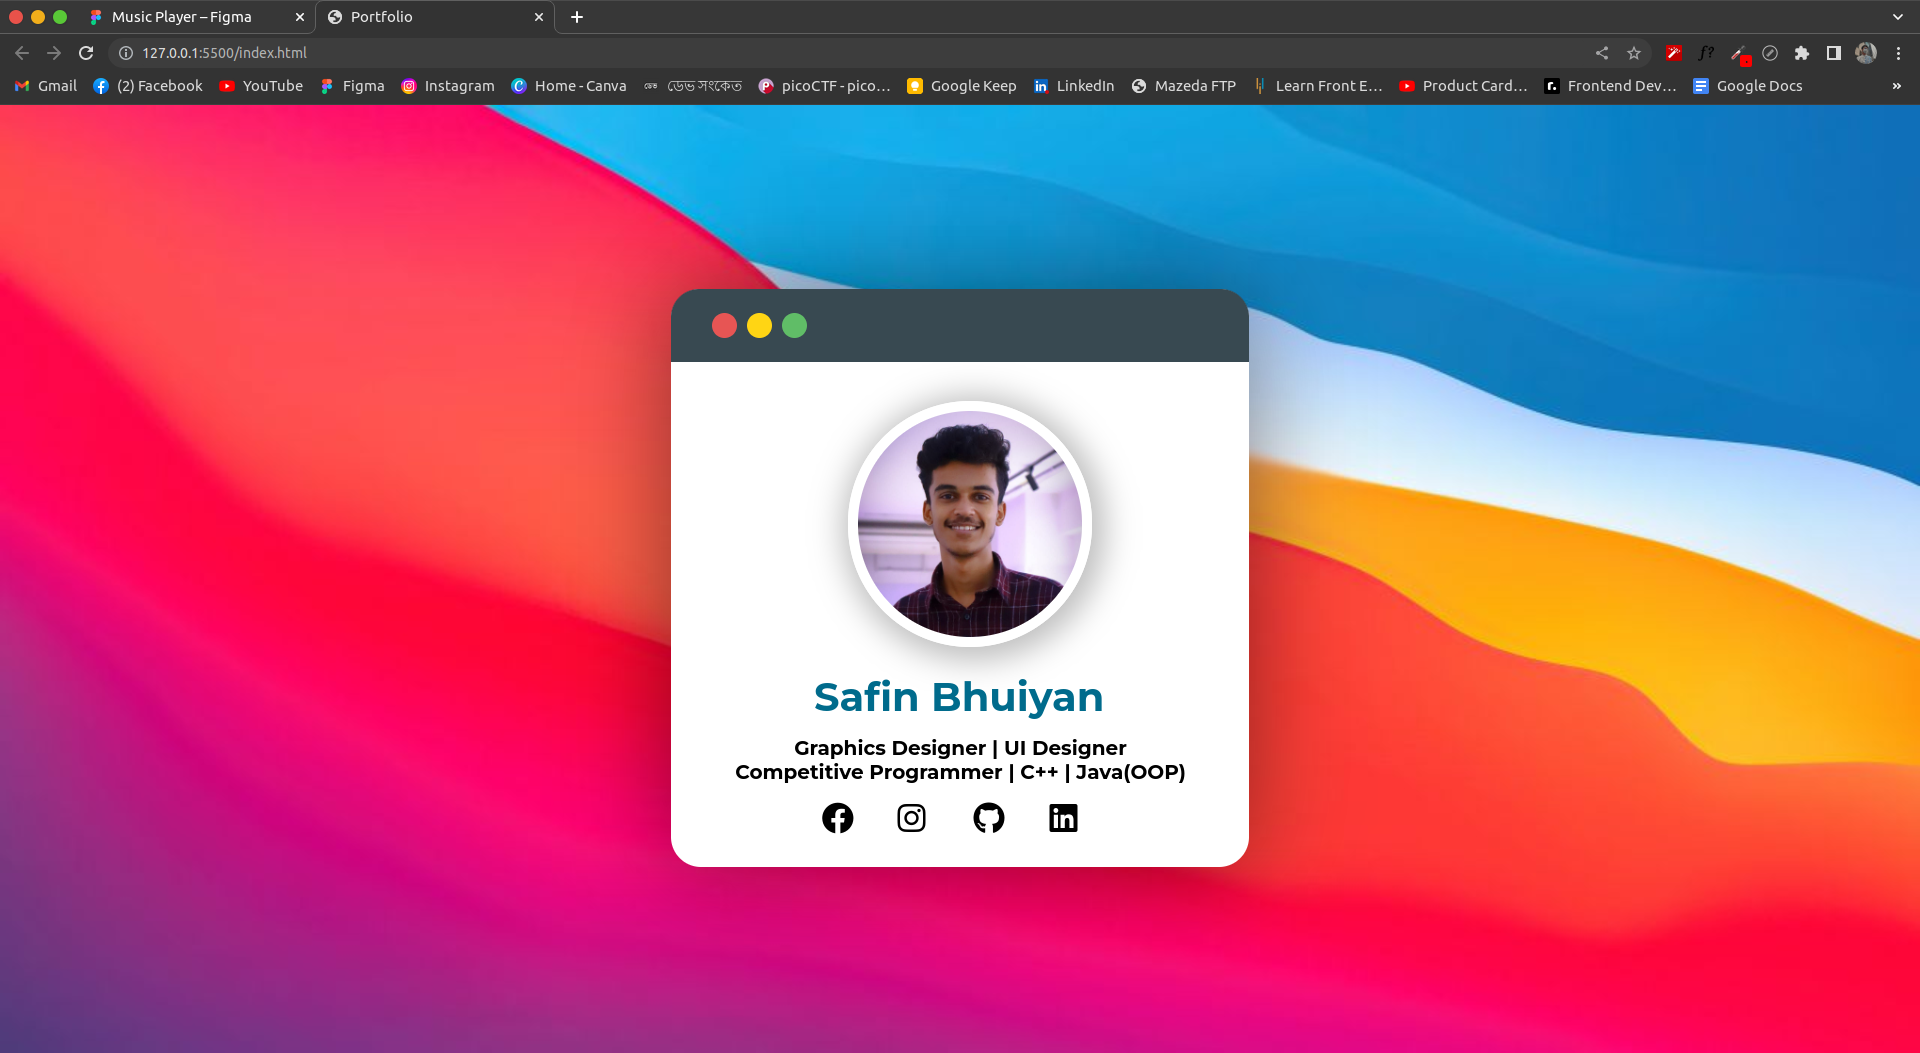 Music Player – Figma
Portfolio
127.0.0.1:5500/index.html
f?
Gmail
(2) Facebook
YouTube
Figma
Instagram
Home - Canva
ডেভ সংকেত
picoCTF - pico...
Google Keep
LinkedIn
Mazeda FTP
Learn Front E...
Product Card...
Frontend Dev...
Google Docs
Safin Bhuiyan
Graphics Designer | UI Designer
Competitive Programmer | C++ | Java(OOP)